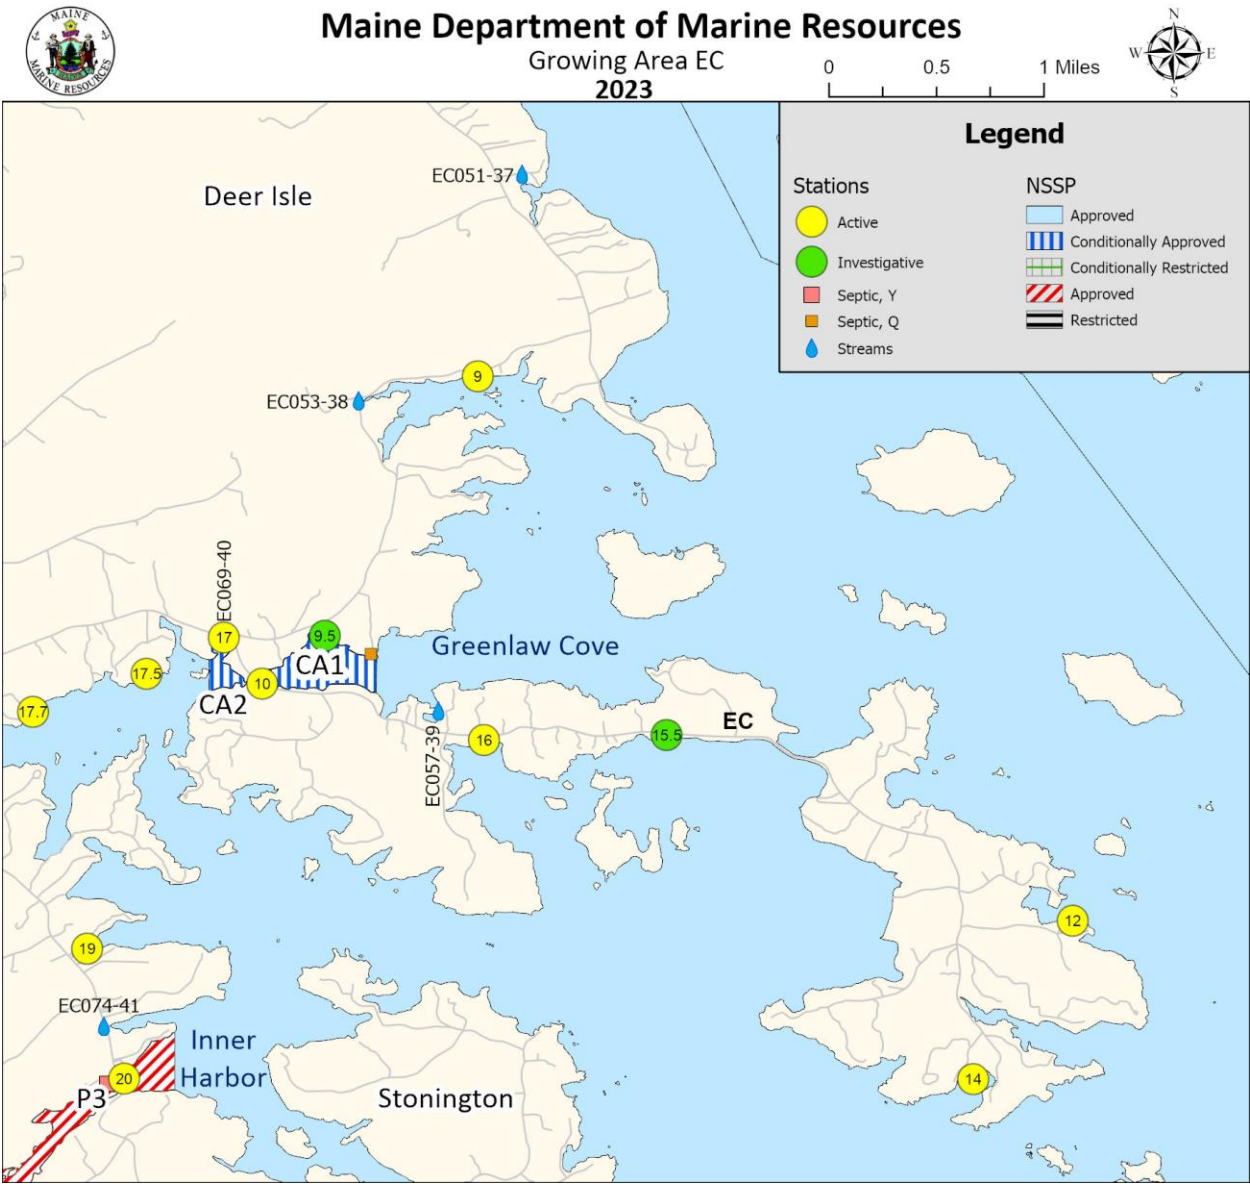 MAINE
MARINE RESOURCES
Maine Department of Marine Resources
Growing Area EC
2023
0 0.5 1 Miles
N
W E
S
Legend
Stations
Active
Investigative
Septic, Y
Septic, Q
Streams
NSSP
Approved
Conditionally Approved
Conditionally Restricted
Approved
Restricted
EC051-37
Deer Isle
9
EC053-38
EC069-40
17
9.5
Greenlaw Cove
CA1
17.5
10
CA2
17.7
EC057-39
16
15.5
EC
12
19
EC074-41
Inner
Harbor
20
P3
Stonington
14